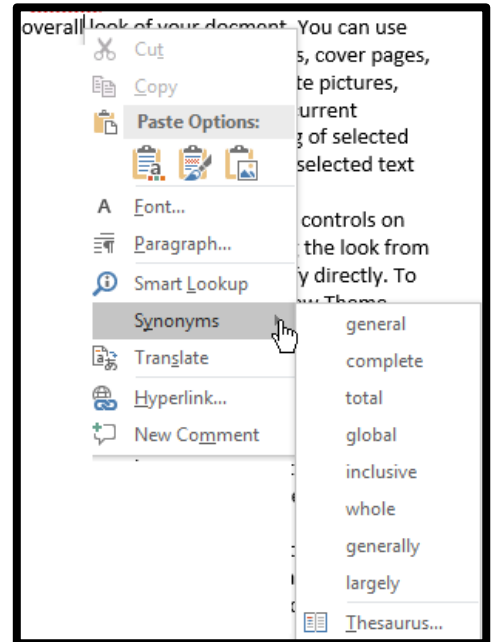 overall look of your docment. You can use
Cut
s, cover pages,
Copy
te pictures,
Paste Options:
urrent
g of selected
selected text
Font...
controls on
Paragraph...
the look from
Smart Lookup
fy directly. To
Synonyms
general
Translate
complete
Hyperlink...
total
New Comment
global
inclusive
whole
generally
largely
Thesaurus...